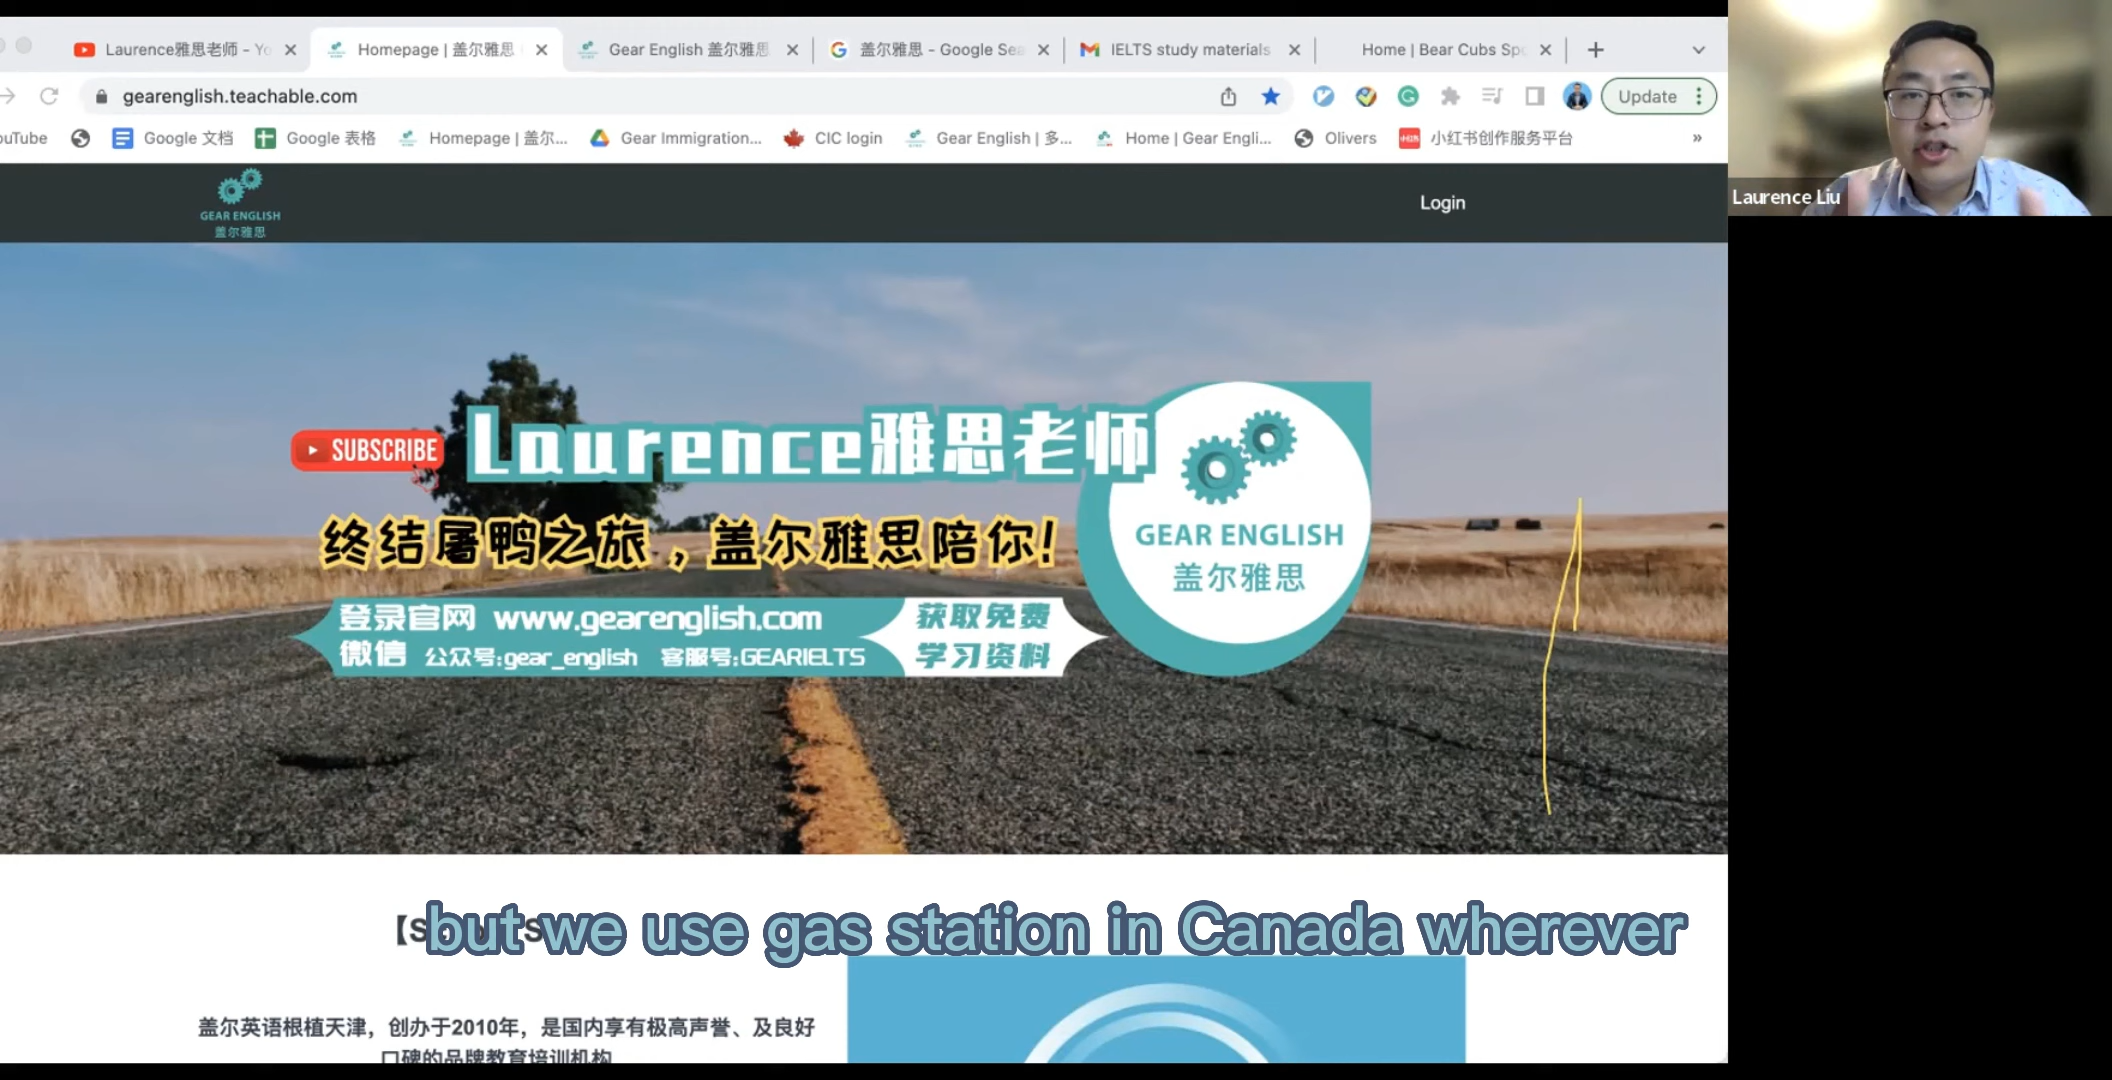 Laurence雅思老师 - Yo
Homepage | 盖尔雅思
Gear English 盖尔雅思
盖尔雅思 - Google Sea
IELTS study materials
Home | Bear Cubs Spo
gearenglish.teachable.com
Update
ouTube
Google 文档
Google 表格
Homepage | 盖尔...
Gear Immigration...
CIC login
Gear English | 多...
Home | Gear Engli...
Olivers
小红书创作服务平台
»
GEAR ENGLISH
盖尔雅思
Login
Laurence Liu
SUBSCRIBE
Laurence雅思老师
终结屠鸭之旅，盖尔雅思陪你!
登录官网 www.gearenglish.com
微信 公众号:gear_english 客服号:GEARIELTS
获取免费
学习资料
GEAR ENGLISH
盖尔雅思
but we use gas station in Canada wherever
盖尔英语根植天津，创办于2010年，是国内享有极高声誉、及良好
口碑的品牌教育培训机构